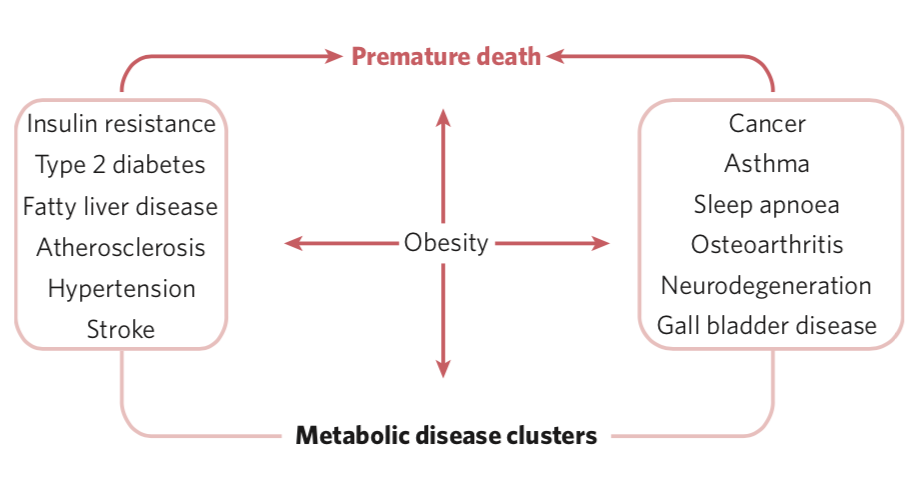 Premature death
Insulin resistance
Type 2 diabetes
Fatty liver disease
Atherosclerosis
Hypertension
Stroke
Obesity
Cancer
Asthma
Sleep apnoea
Osteoarthritis
Neurodegeneration
Gall bladder disease
Metabolic disease clusters